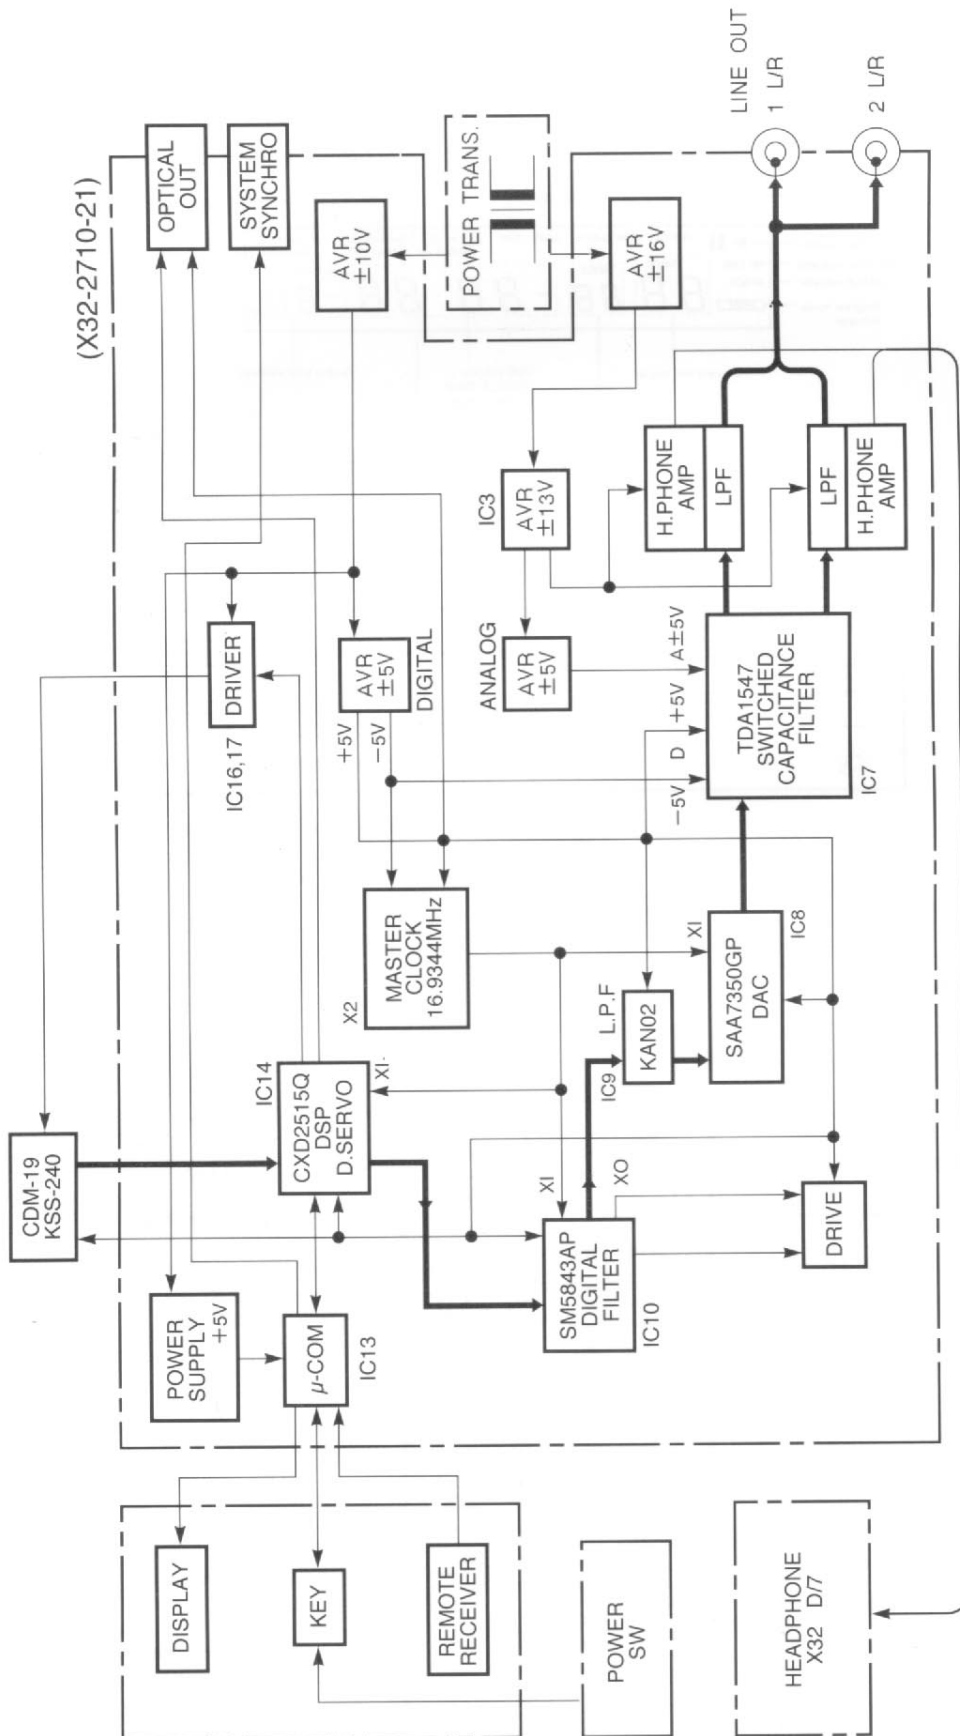 (X32-2710-21)
DISPLAY
KEY
REMOTE
RECEIVER
POWER
SW
HEADPHONE
X32 D/7
CDM-19
KSS-240
POWER
SUPPLY
+5V
μ-COM
IC13
IC14
CXD2515Q
DSP
D.SERVO
XI
DRIVER
IC16,17
OPTICAL
OUT
SYSTEM
SYNCHRO
AVR
±10V
AVR
±5V
DIGITAL
+5V
−5V
X2
MASTER
CLOCK
16.9344MHz
POWER TRANS.
AVR
±16V
IC3
AVR
±13V
ANALOG
AVR
±5V
XI
SM5843AP
DIGITAL
FILTER
IC10
XO
DRIVE
L.P.F
KAN02
IC9
XI
SAA7350GP
DAC
IC8
−5V
D
+5V
A±5V
TDA1547
SWITCHED
CAPACITANCE
FILTER
IC7
H.PHONE
AMP
LPF
LPF
H.PHONE
AMP
LINE OUT
1 L/R
2 L/R